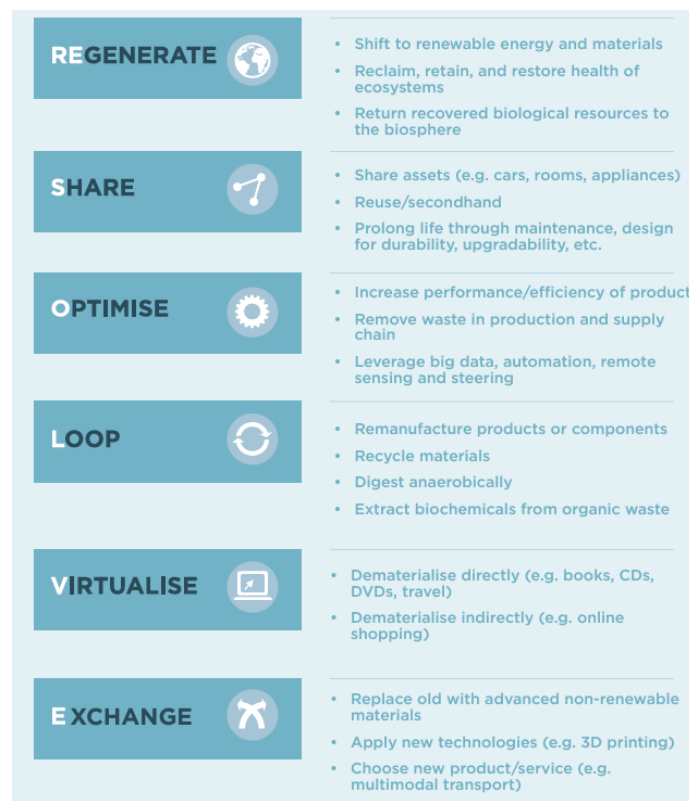 REGENERATE
• Shift to renewable energy and materials
• Reclaim, retain, and restore health of
ecosystems
• Return recovered biological resources to
the biosphere
SHARE
• Share assets (e.g. cars, rooms, appliances)
• Reuse/secondhand
• Prolong life through maintenance, design
for durability, upgradability, etc.
OPTIMISE
• Increase performance/efficiency of product
• Remove waste in production and supply
chain
• Leverage big data, automation, remote
sensing and steering
LOOP
• Remanufacture products or components
• Recycle materials
• Digest anaerobically
• Extract biochemicals from organic waste
VIRTUALISE
• Dematerialise directly (e.g. books, CDs,
DVDs, travel)
• Dematerialise indirectly (e.g. online
shopping)
EXCHANGE
• Replace old with advanced non-renewable
materials
• Apply new technologies (e.g. 3D printing)
• Choose new product/service (e.g.
multimodal transport)